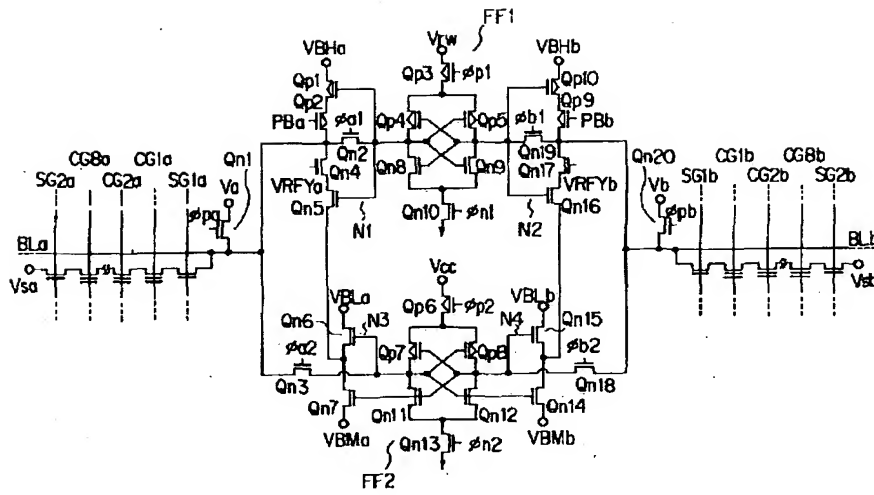 FF1
Vrw
VBHa
VBHb
Qp3
φp1
Qp1
Qp10
Qp2
Qp9
PBa
φa1
Qp4
Qp5
φb1
PBb
Qn2
Qn19
Qn1
Qn4
Qn8
Qn9
Qn17
Qn20
SG2a
CG8a
CG2a
CG1a
SG1a
Va
VRFYa
VRFYb
Vb
SG1b
CG1b
CG2b
CG8b
SG2b
Qn5
Qn10
φn1
Qn16
φpa
N1
N2
φpb
BLa
BLb
Vsa
Vcc
Vsb
VBLa
VBLb
Qp6
φp2
Qn6
N3
N4
Qn15
φa2
Qp7
Qp8
φb2
Qn3
Qn18
Qn7
Qn11
Qn12
Qn14
VBMa
Qn13
φn2
VBMb
FF2